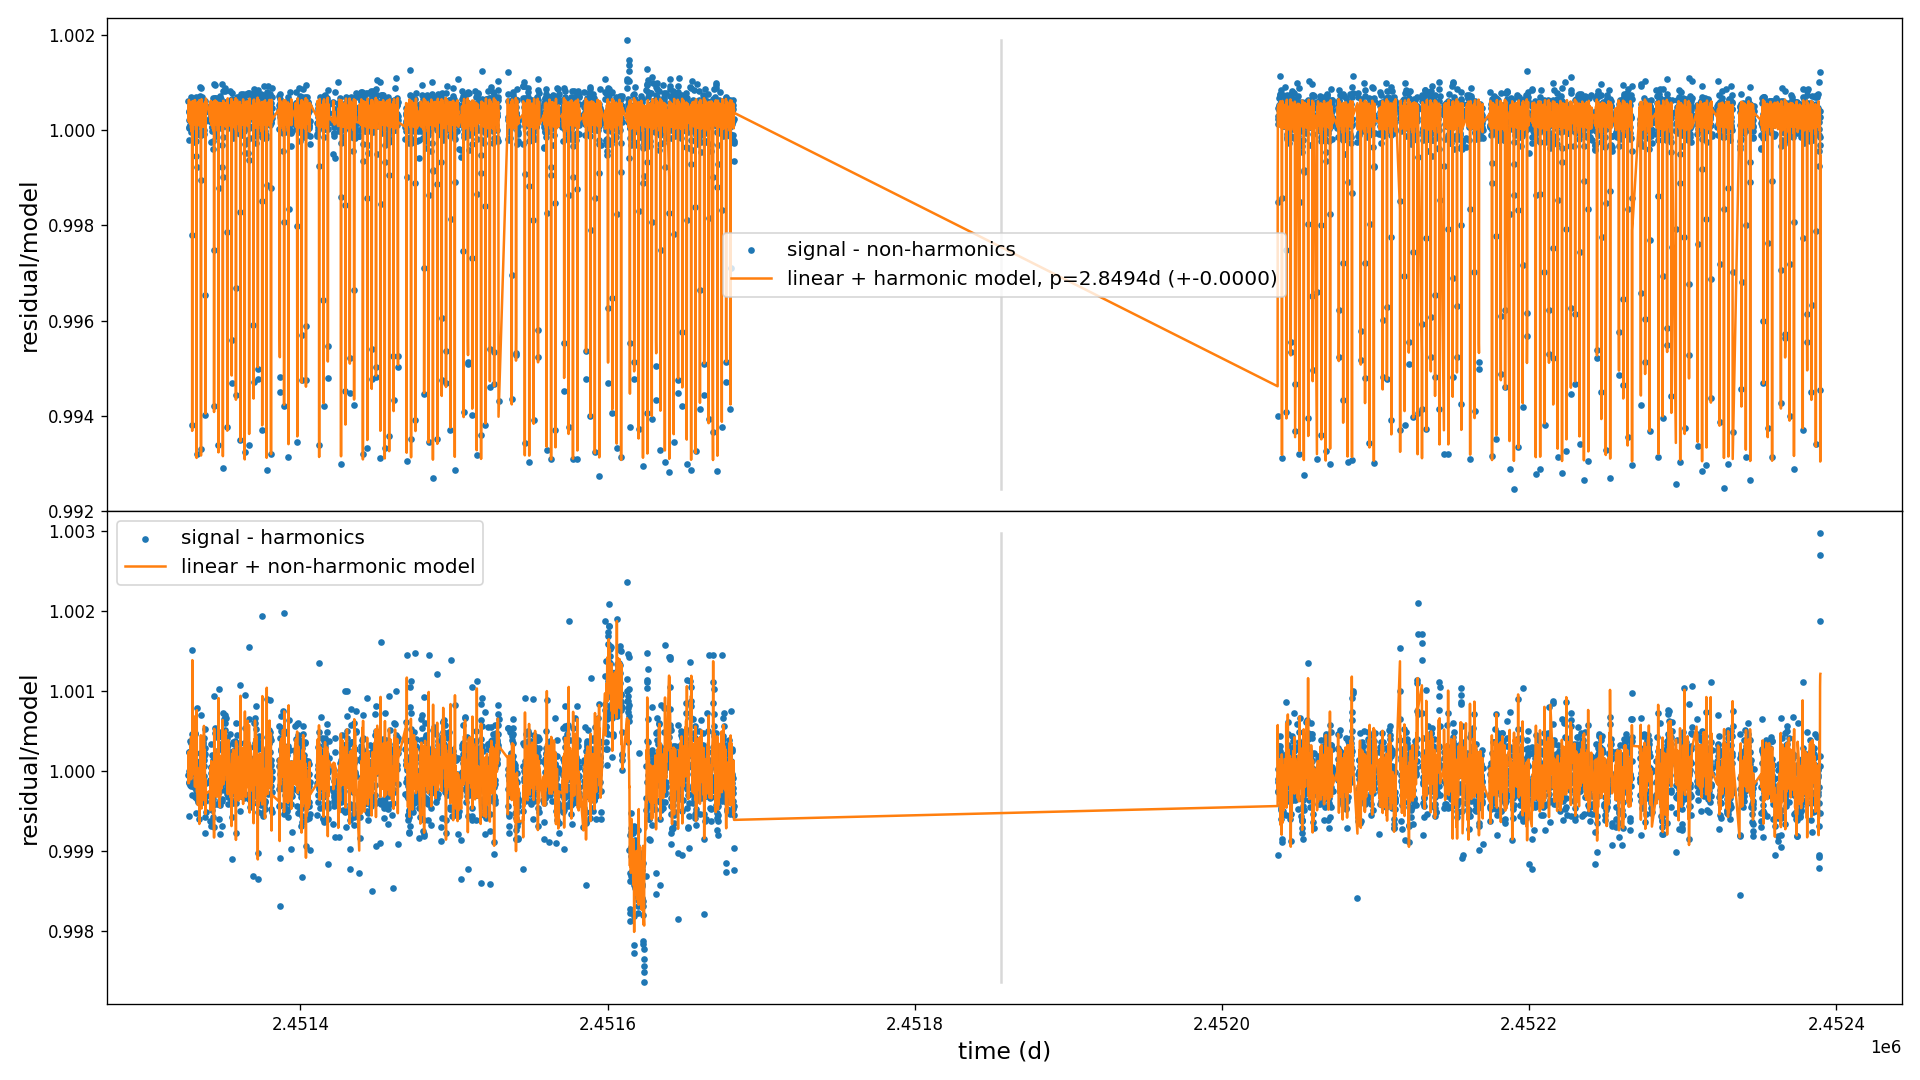 1.002
1.000
0.998
0.996
0.994
0.992
residual/model
signal - non-harmonics
linear + harmonic model, p=2.8494d (+-0.0000)
1.003
1.002
1.001
1.000
0.999
0.998
residual/model
signal - harmonics
linear + non-harmonic model
2.4514
2.4516
2.4518
2.4520
2.4522
2.4524
1e6
time (d)